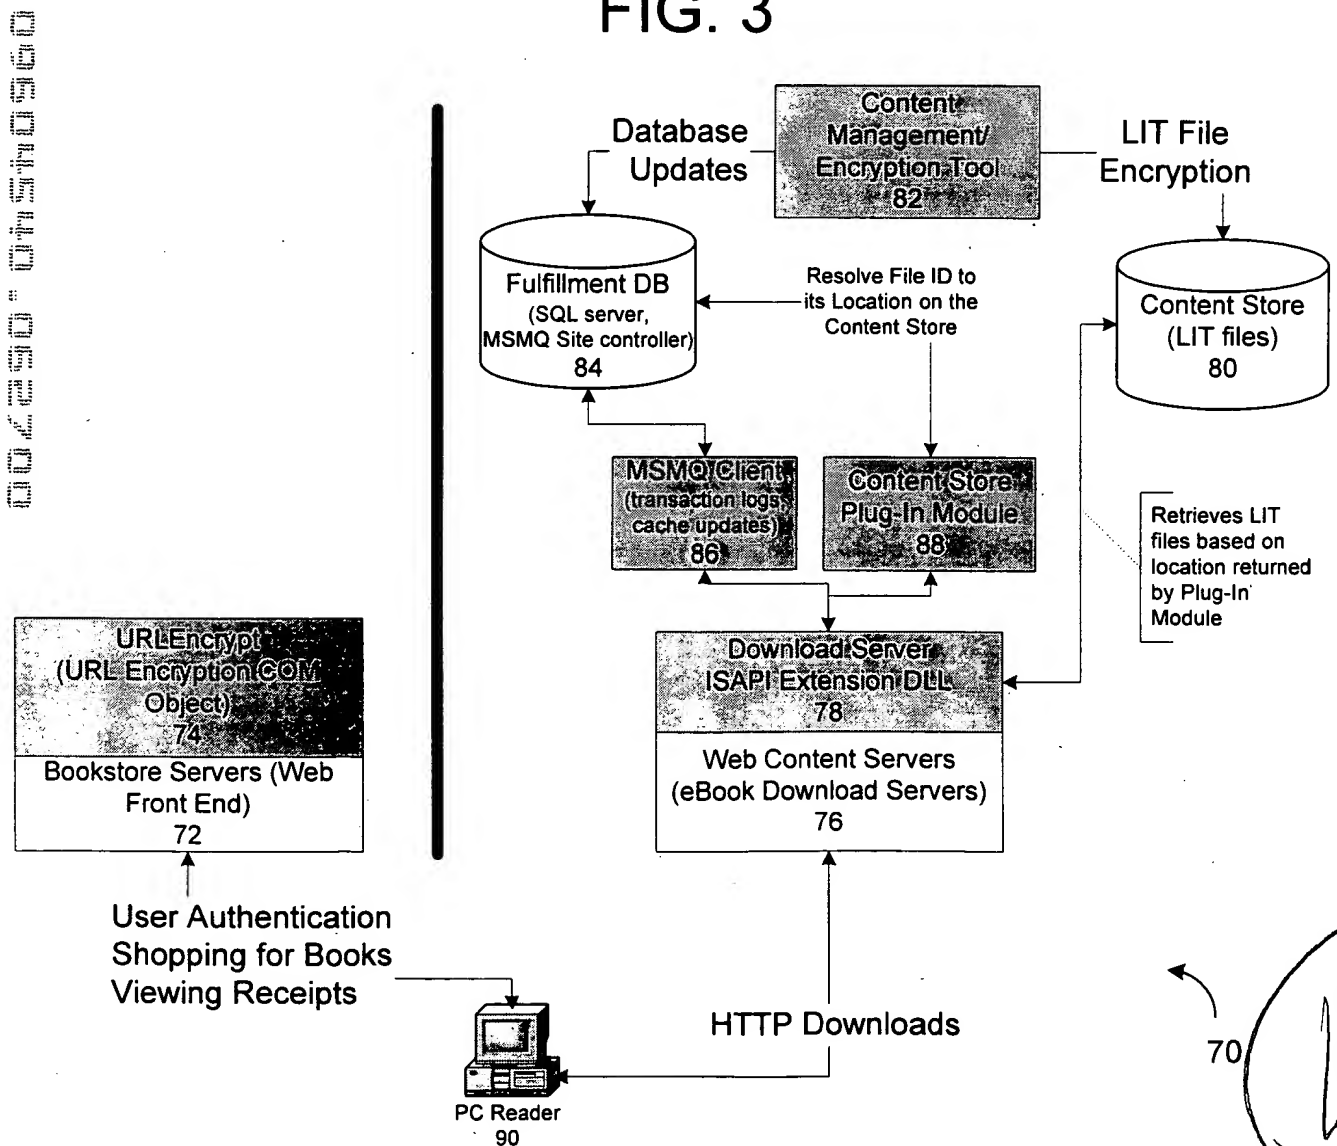 FIG. 3
09604540.052700
Content
Management/
Encryption Tool
82
Database
Updates
LIT File
Encryption
Fulfillment DB
(SQL server,
MSMQ Site controller)
84
Resolve File ID to
its Location on the
Content Store
Content Store
(LIT files)
80
MSMQ Client
(transaction logs,
cache updates)
86
Content Store
Plug-In Module
88
Retrieves LIT
files based on
location returned
by Plug-In
Module
URLEncrypt
(URL Encryption COM
Object)
74
Bookstore Servers (Web
Front End)
72
Download Server
ISAPI Extension DLL
78
Web Content Servers
(eBook Download Servers)
76
User Authentication
Shopping for Books
Viewing Receipts
HTTP Downloads
70
PC Reader
90